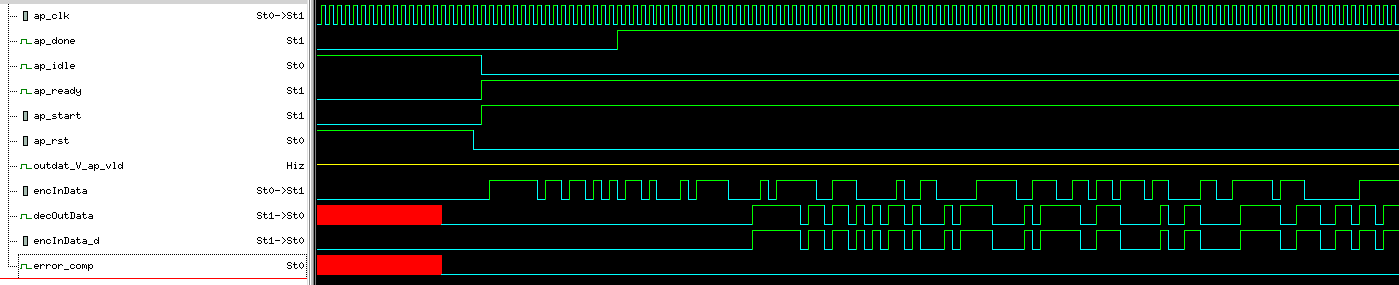 ap_clk St0->St1
ap_done St1
ap_idle St0
ap_ready St1
ap_start St1
ap_rst St0
outdat_V_ap_vld Hiz
encInData St0->St1
decOutData St1->St0
encInData_d St1->St0
error_comp St0